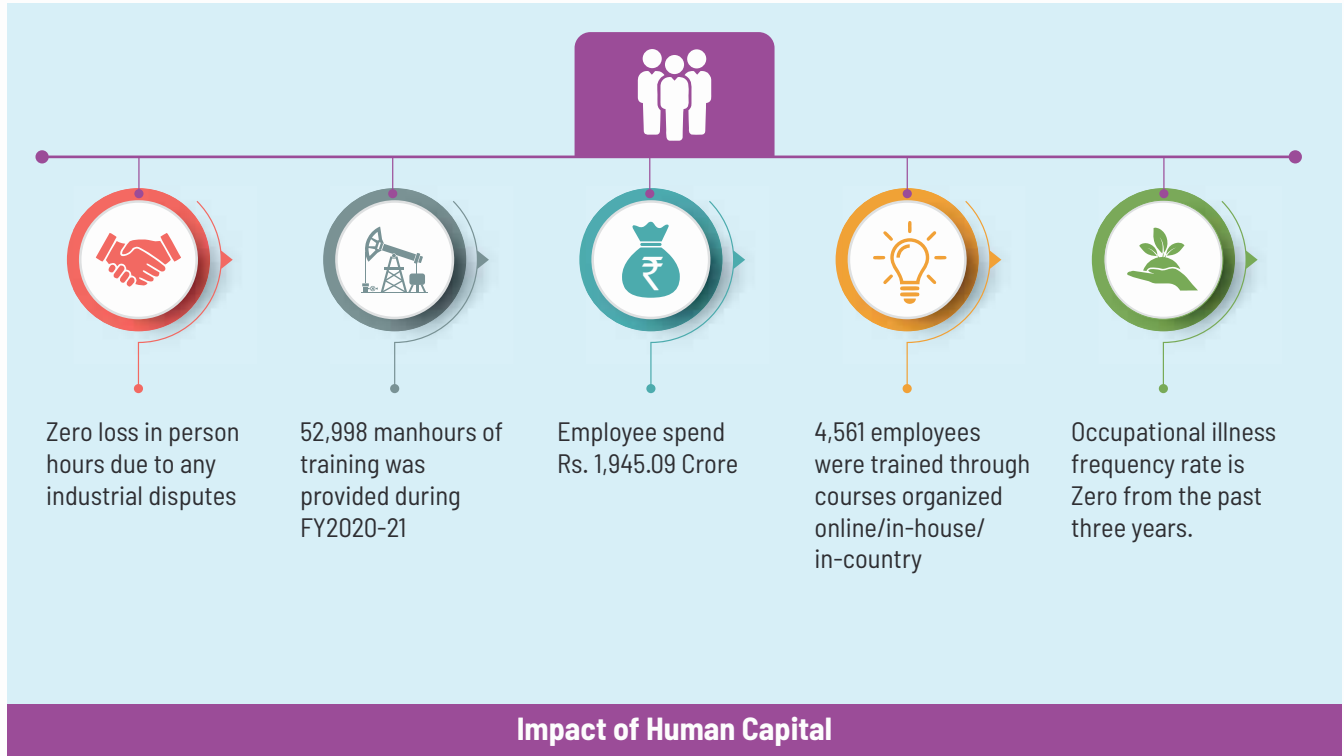 Zero loss in person
hours due to any
industrial disputes
52,998 manhours of
training was
provided during
FY2020-21
Employee spend
Rs. 1,945.09 Crore
4,561 employees
were trained through
courses organized
online/in-house/
in-country
Occupational illness
frequency rate is
Zero from the past
three years.
Impact of Human Capital